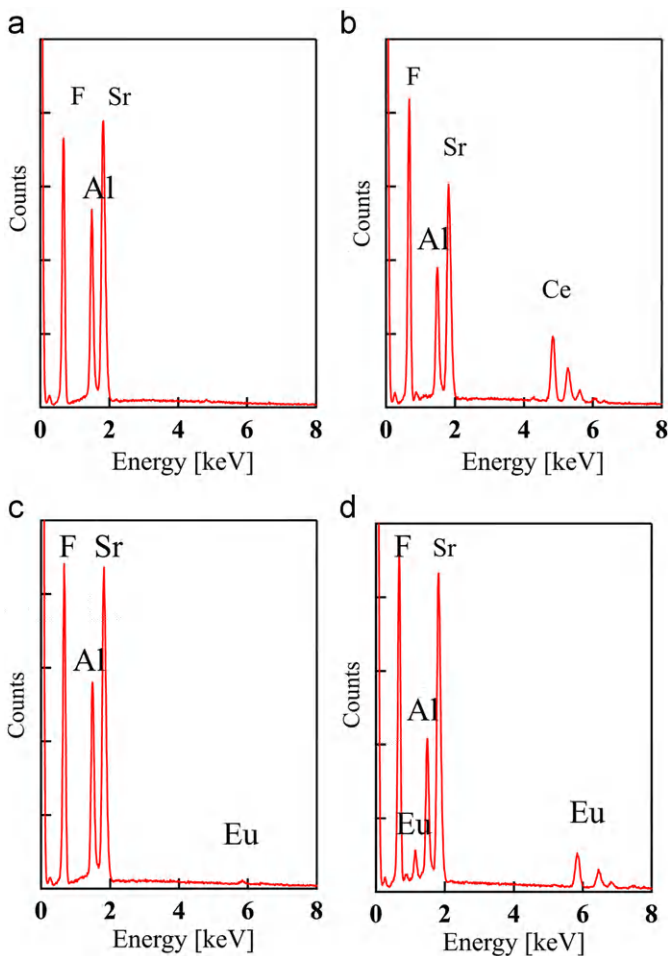 a
F Sr
Al
Counts
0 2 4 6 8
Energy [keV]
b
F
Sr
Al
Ce
Counts
0 2 4 6 8
Energy [keV]
c
F Sr
Al
Eu
Counts
0 2 4 6 8
Energy [keV]
d
F Sr
Al
Eu
Eu
Counts
0 2 4 6 8
Energy [keV]